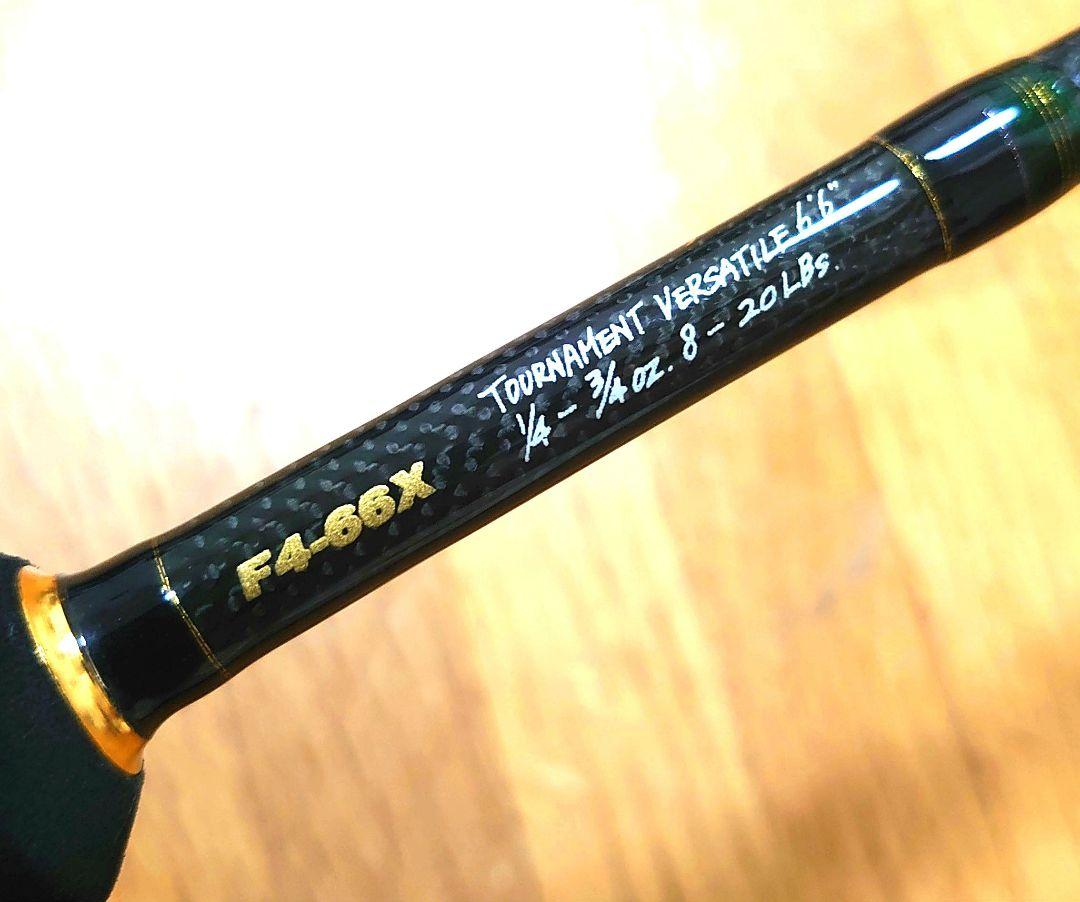 TOURNAMENT VERSATILE 6'6"
1/4 - 3/4 oz. 8 - 20 LBs.
F4-66X